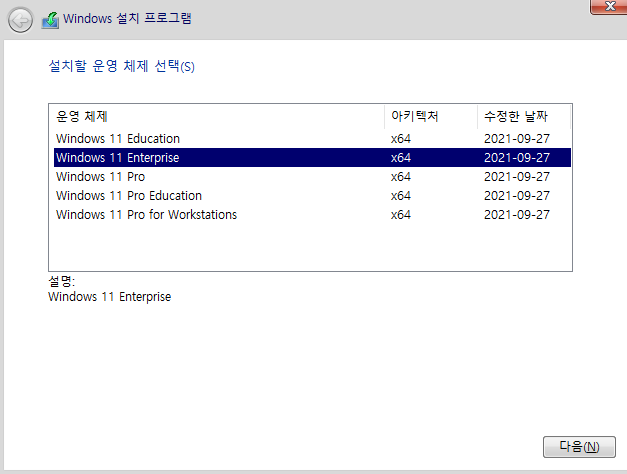 Windows 설치 프로그램
설치할 운영 체제 선택(S)
운영 체제 아키텍처 수정한 날짜
Windows 11 Education x64 2021-09-27
Windows 11 Enterprise x64 2021-09-27
Windows 11 Pro x64 2021-09-27
Windows 11 Pro Education x64 2021-09-27
Windows 11 Pro for Workstations x64 2021-09-27
설명:
Windows 11 Enterprise
다음(N)